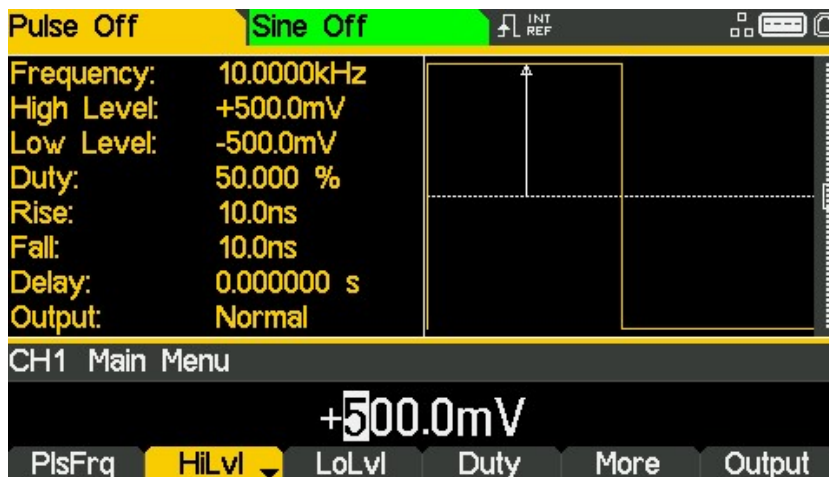 Pulse Off Sine Off INT REF
Frequency: 10.0000kHz
High Level: +500.0mV
Low Level: -500.0mV
Duty: 50.000 %
Rise: 10.0ns
Fall: 10.0ns
Delay: 0.000000 s
Output: Normal
CH1 Main Menu
+500.0mV
PlsFrq HiLvl LoLvl Duty More Output